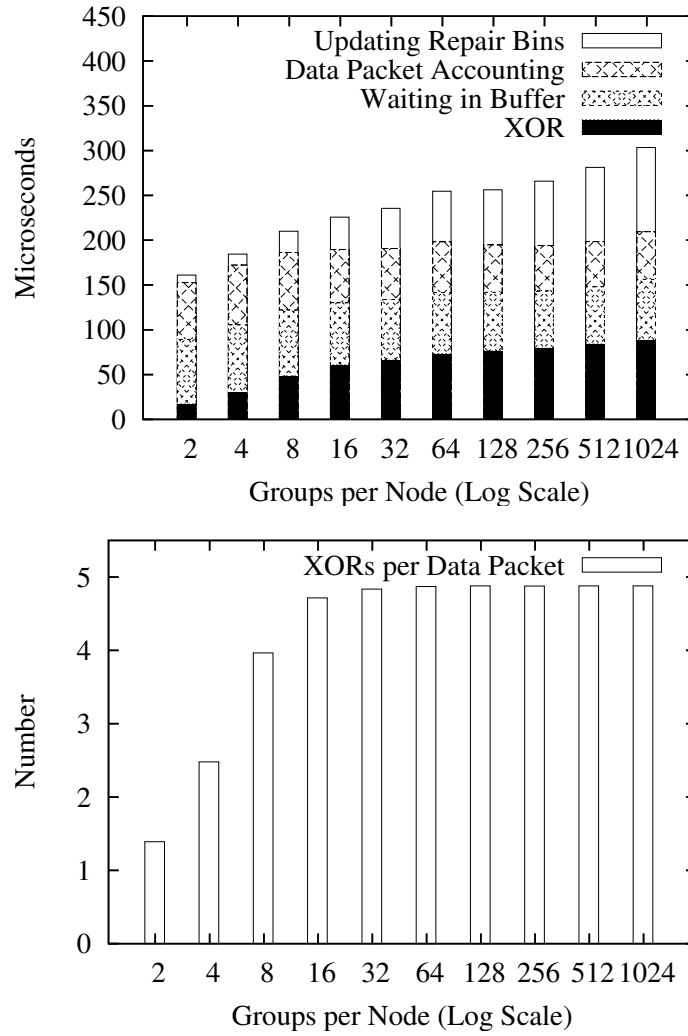 450
400
350
300
250
200
150
100
50
0
Microseconds
Updating Repair Bins
Data Packet Accounting
Waiting in Buffer
XOR
2 4 8 16 32 64 128 256 512 1024
Groups per Node (Log Scale)
5
4
3
2
1
0
Number
XORs per Data Packet
2 4 8 16 32 64 128 256 512 1024
Groups per Node (Log Scale)